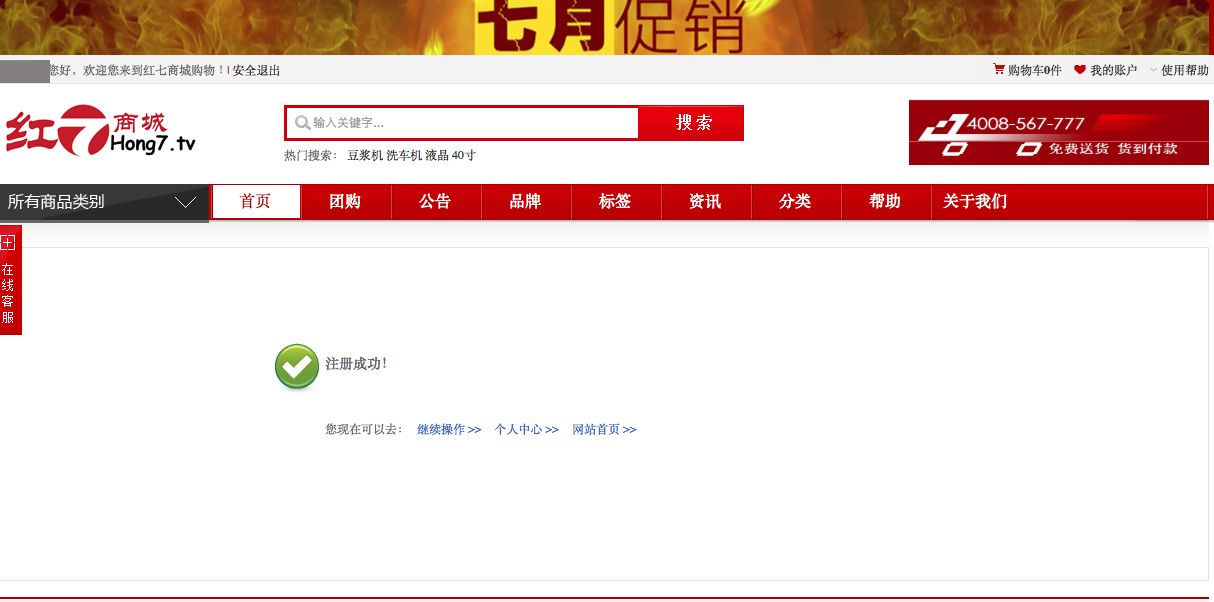 七月促销
您好，欢迎您来到红七商城购物！| 安全退出
购物车0件 我的账户 使用帮助
红7商城
Hong7.tv
输入关键字...
搜索
热门搜索： 豆浆机 洗车机 液晶 40寸
4008-567-777
免费送货 货到付款
所有商品类别
首页 团购 公告 品牌 标签 资讯 分类 帮助 关于我们
在线客服
注册成功！
您现在可以去： 继续操作 >> 个人中心 >> 网站首页 >>